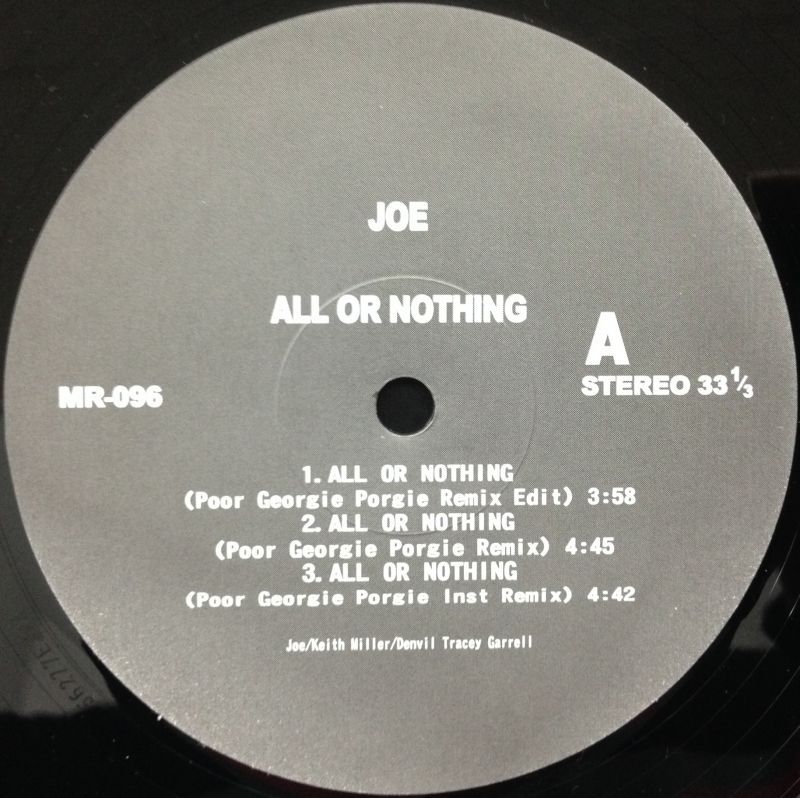 JOE
ALL OR NOTHING
A
STEREO 33 1/3
MR-096
1. ALL OR NOTHING
(Poor Georgie Porgie Remix Edit) 3:58
2. ALL OR NOTHING
(Poor Georgie Porgie Remix) 4:45
3. ALL OR NOTHING
(Poor Georgie Porgie Inst Remix) 4:42
Joe/Keith Miller/Denvil Tracey Garrell